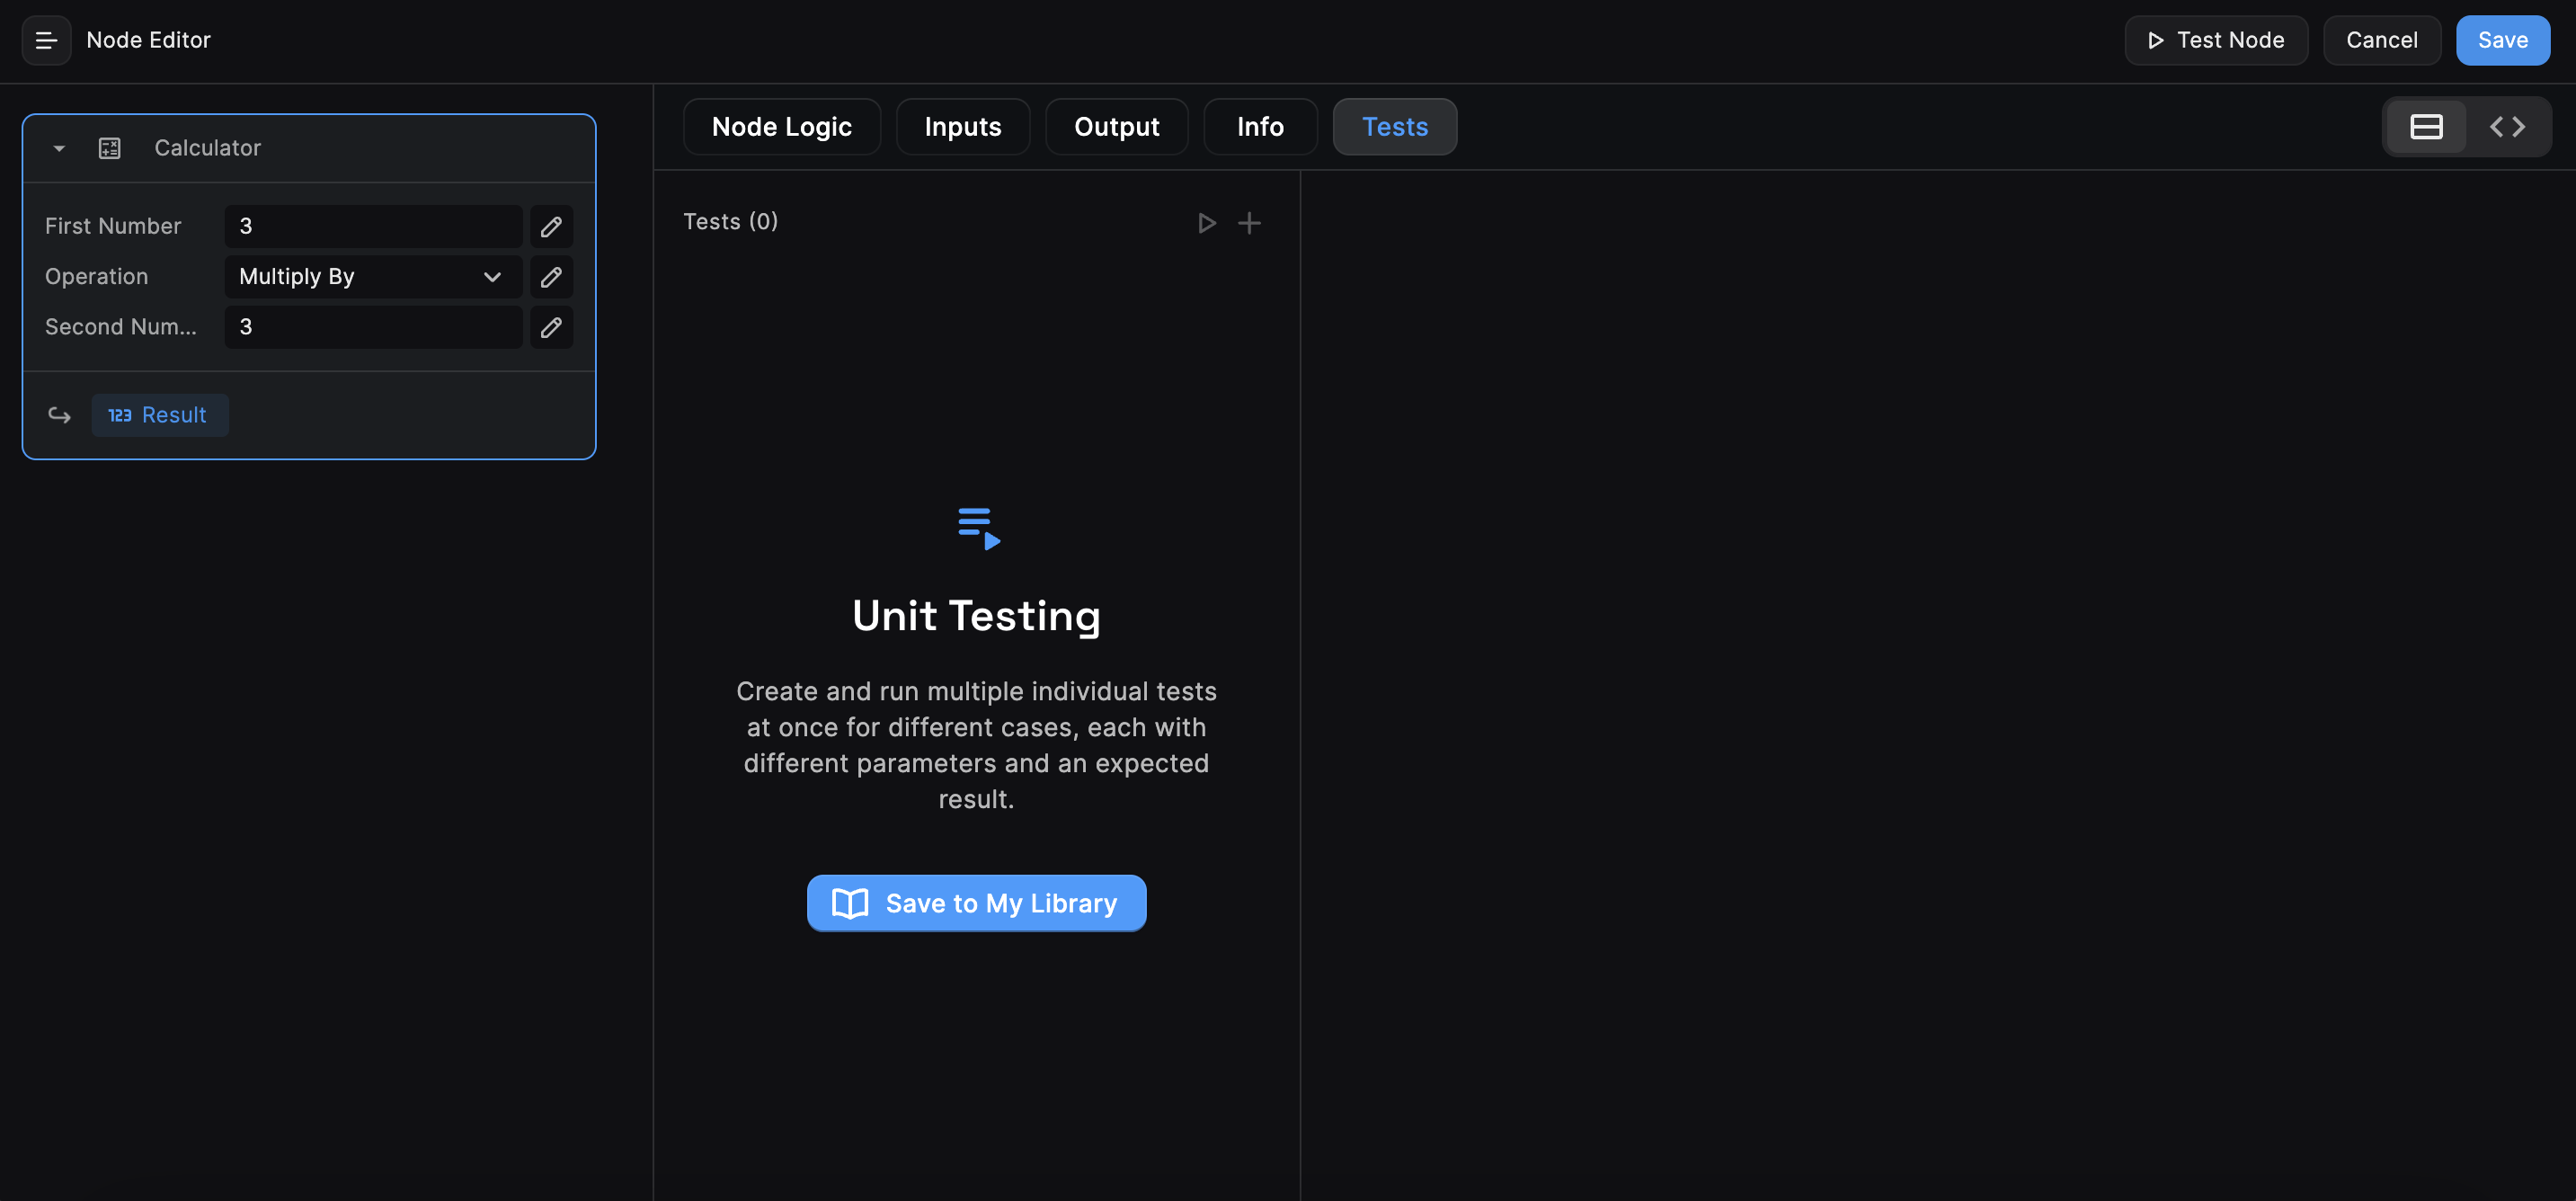 Node Editor
Test Node
Cancel
Save
Calculator
First Number
3
Operation
Multiply By
Second Num...
3
123 Result
Node Logic
Inputs
Output
Info
Tests
Tests (0)
Unit Testing
Create and run multiple individual tests
at once for different cases, each with
different parameters and an expected
result.
Save to My Library